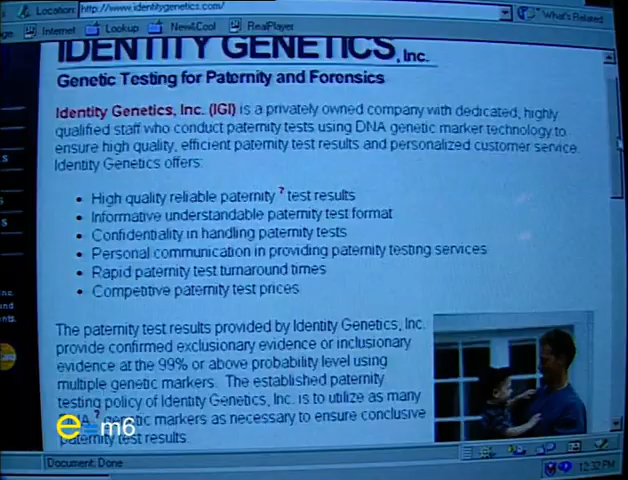 Location: http://www.identitygenetics.com/
What's Related
Internet Lookup New&Cool RealPlayer
IDENTITY GENETICS, Inc.
Genetic Testing for Paternity and Forensics
Identity Genetics, Inc. (IGI) is a privately owned company with dedicated, highly
qualified staff who conduct paternity tests using DNA genetic marker technology to
ensure high quality, efficient paternity test results and personalized customer service.
Identity Genetics offers:
• High quality reliable paternity ? test results
• Informative understandable paternity test format
• Confidentiality in handling paternity tests
• Personal communication in providing paternity testing services
• Rapid paternity test turnaround times
• Competitive paternity test prices
The paternity test results provided by Identity Genetics, Inc.
provide confirmed exclusionary evidence or inclusionary
evidence at the 99% or above probability level using
multiple genetic markers. The established paternity
testing policy of Identity Genetics, Inc. is to utilize as many
? genetic markers as necessary to ensure conclusive
paternity test results.
e=m6
Document: Done
12:32 PM